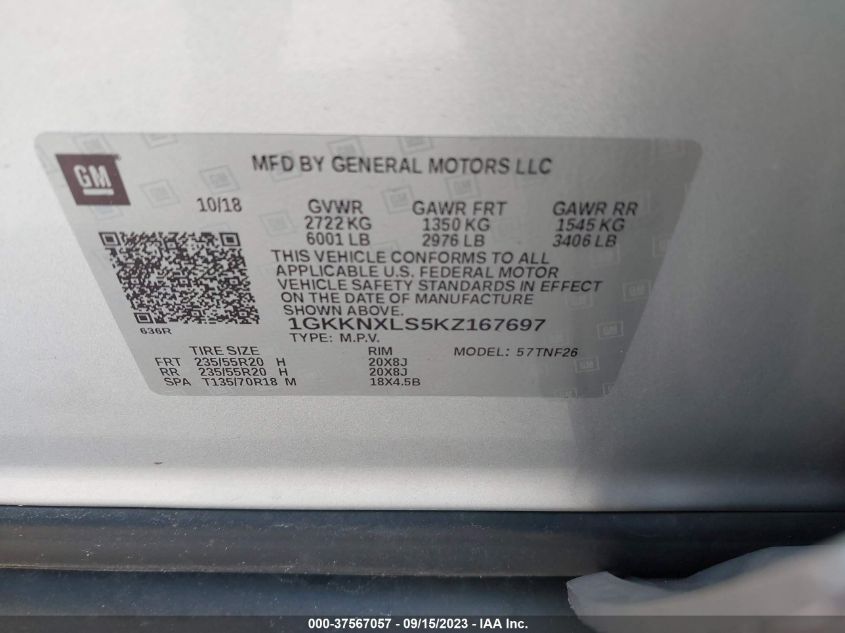 GM
MFD BY GENERAL MOTORS LLC
10/18 GVWR GAWR FRT GAWR RR
2722 KG 1350 KG 1545 KG
6001 LB 2976 LB 3406 LB
THIS VEHICLE CONFORMS TO ALL
APPLICABLE U.S. FEDERAL MOTOR
VEHICLE SAFETY STANDARDS IN EFFECT
ON THE DATE OF MANUFACTURE
SHOWN ABOVE.
636R
1GKKNXLS5KZ167697
TYPE: M.P.V.
TIRE SIZE RIM MODEL: 57TNF26
FRT 235/55R20 H 20X8J
RR 235/55R20 H 20X8J
SPA T135/70R18 M 18X4.5B
000-37567057 - 09/15/2023 - IAA Inc.